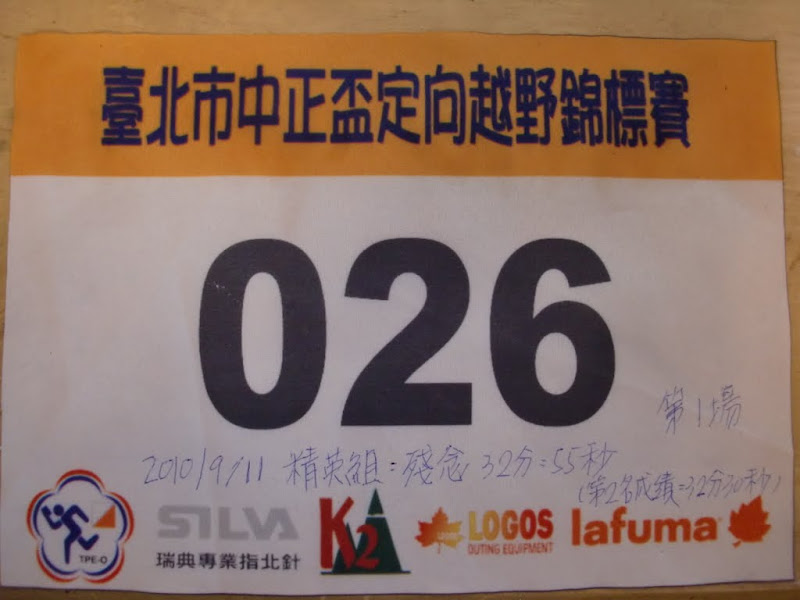 臺北市中正盃定向越野錦標賽
026
第1場
2010/9/11 精英組:殘念 32分:55秒
(第2名成績=32分30秒)
TPE-O
SILVA
瑞典專業指北針
K2
LOGOS
OUTING EQUIPMENT
lafuma